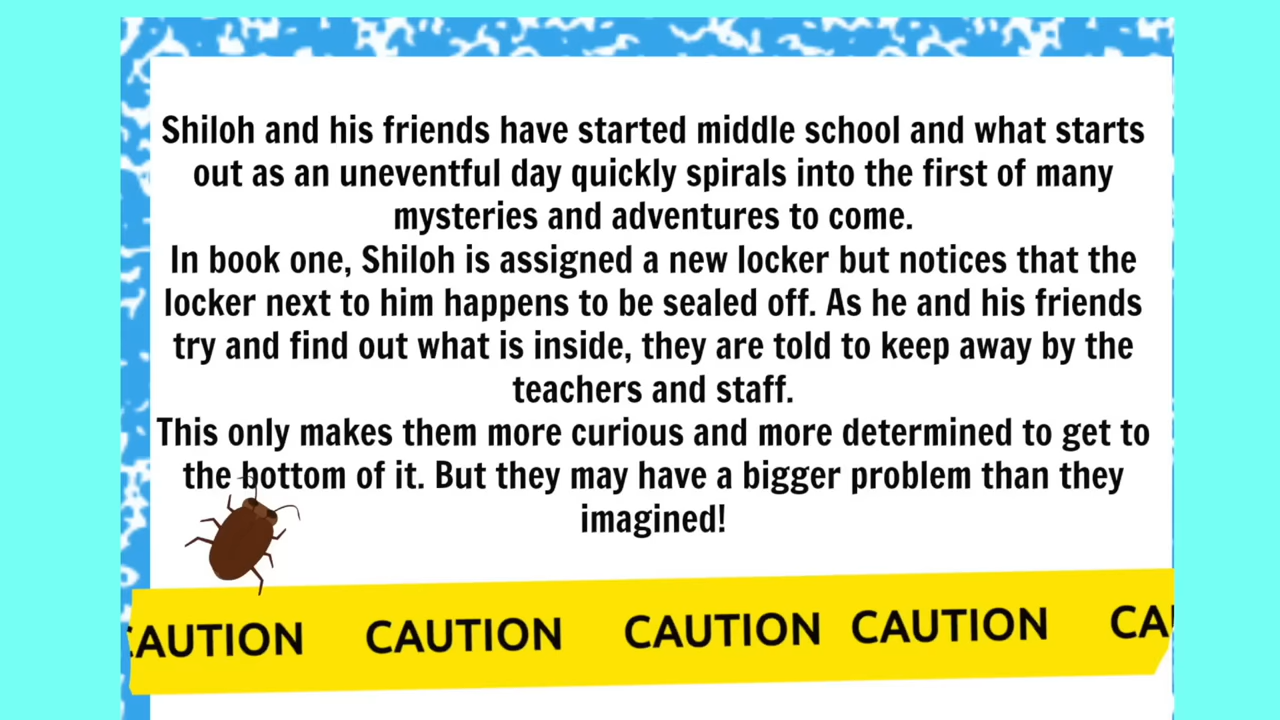 Shiloh and his friends have started middle school and what starts
out as an uneventful day quickly spirals into the first of many
mysteries and adventures to come.
In book one, Shiloh is assigned a new locker but notices that the
locker next to him happens to be sealed off. As he and his friends
try and find out what is inside, they are told to keep away by the
teachers and staff.
This only makes them more curious and more determined to get to
the bottom of it. But they may have a bigger problem than they
imagined!
CAUTION CAUTION CAUTION CAUTION CAU